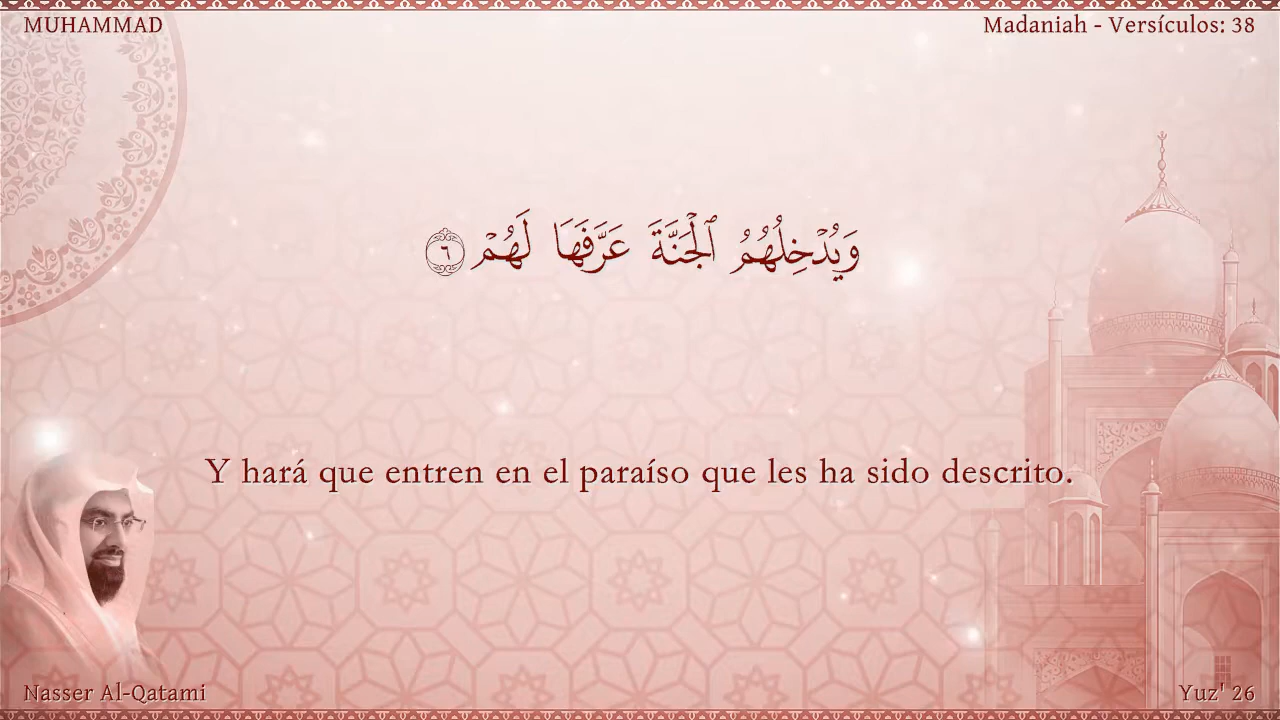 MUHAMMAD
Madaniah - Versículos: 38
وَيُدْخِلُهُمُ ٱلْجَنَّةَ عَرَّفَهَا لَهُمْ ٦
Y hará que entren en el paraíso que les ha sido descrito.
Nasser Al-Qatami
Yuz' 26